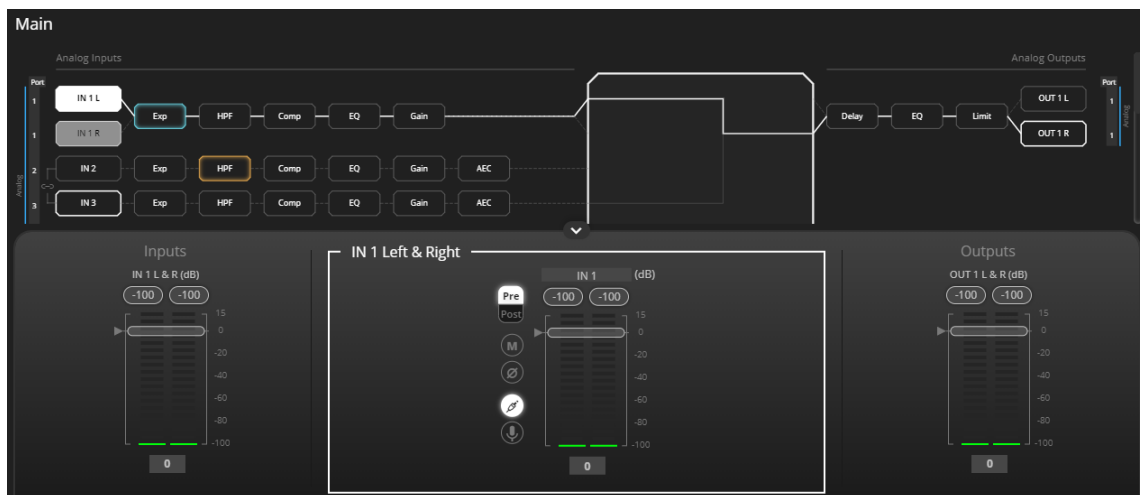 Main
Analog Inputs
Analog Outputs
Port
Port
1 IN 1 L
Exp HPF Comp EQ Gain
1 IN 1 R
Delay EQ Limit
OUT 1 L 1
OUT 1 R 1
Analog
2 IN 2 Exp HPF Comp EQ Gain AEC
Analog
3 IN 3 Exp HPF Comp EQ Gain AEC
Inputs
IN 1 L & R (dB)
-100 -100
15
0
-20
-40
-60
-80
-100
0
IN 1 Left & Right
IN 1 (dB)
Pre
Post
-100 -100
M
Ø
15
0
-20
-40
-60
-80
-100
0
Outputs
OUT 1 L & R (dB)
-100 -100
15
0
-20
-40
-60
-80
-100
0